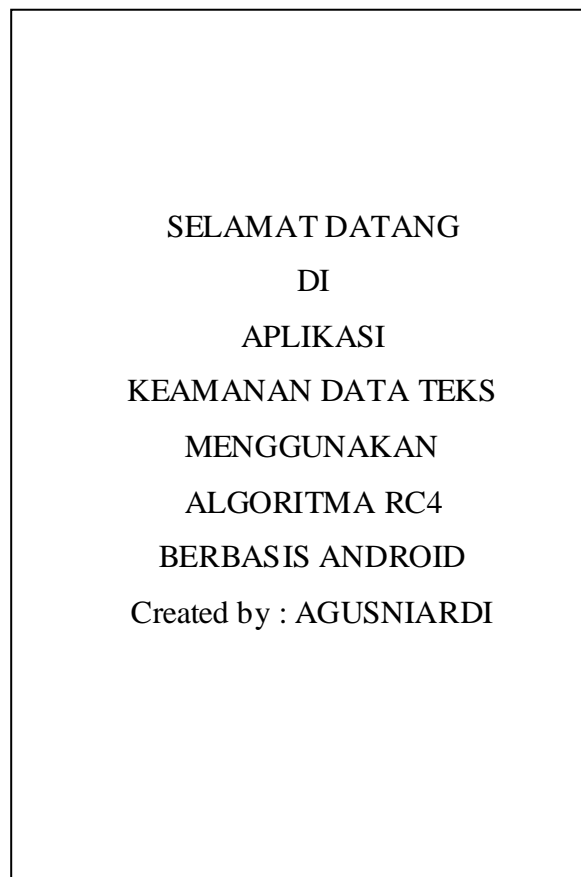 SELAMAT DATANG
DI
APLIKASI
KEAMANAN DATA TEKS
MENGGUNAKAN
ALGORITMA RC4
BERBASIS ANDROID
Created by : AGUSNIARDI